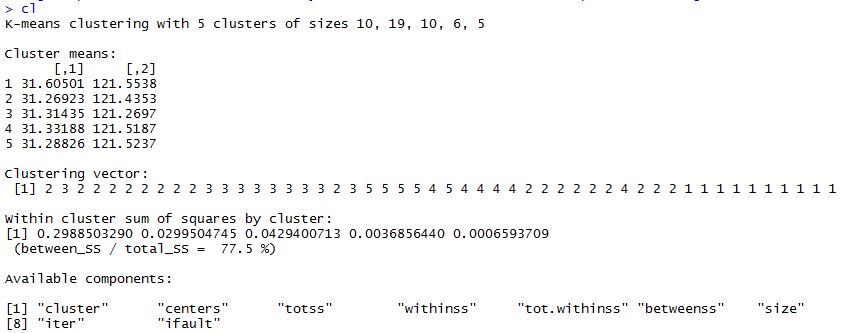 > cl
K-means clustering with 5 clusters of sizes 10, 19, 10, 6, 5
Cluster means:
[,1] [,2]
1 31.60501 121.5538
2 31.26923 121.4353
3 31.31435 121.2697
4 31.33188 121.5187
5 31.28826 121.5237
Clustering vector:
[1] 2 3 2 2 2 2 2 2 2 2 3 3 3 3 3 3 3 3 2 3 5 5 5 5 4 5 4 4 4 4 2 2 2 2 2 2 4 2 2 2 1 1 1 1 1 1 1 1 1 1
Within cluster sum of squares by cluster:
[1] 0.2988503290 0.0299504745 0.0429400713 0.0036856440 0.0006593709
(between_SS / total_SS = 77.5 %)
Available components:
[1] "cluster" "centers" "totss" "withinss" "tot.withinss" "betweenss" "size"
[8] "iter" "ifault"